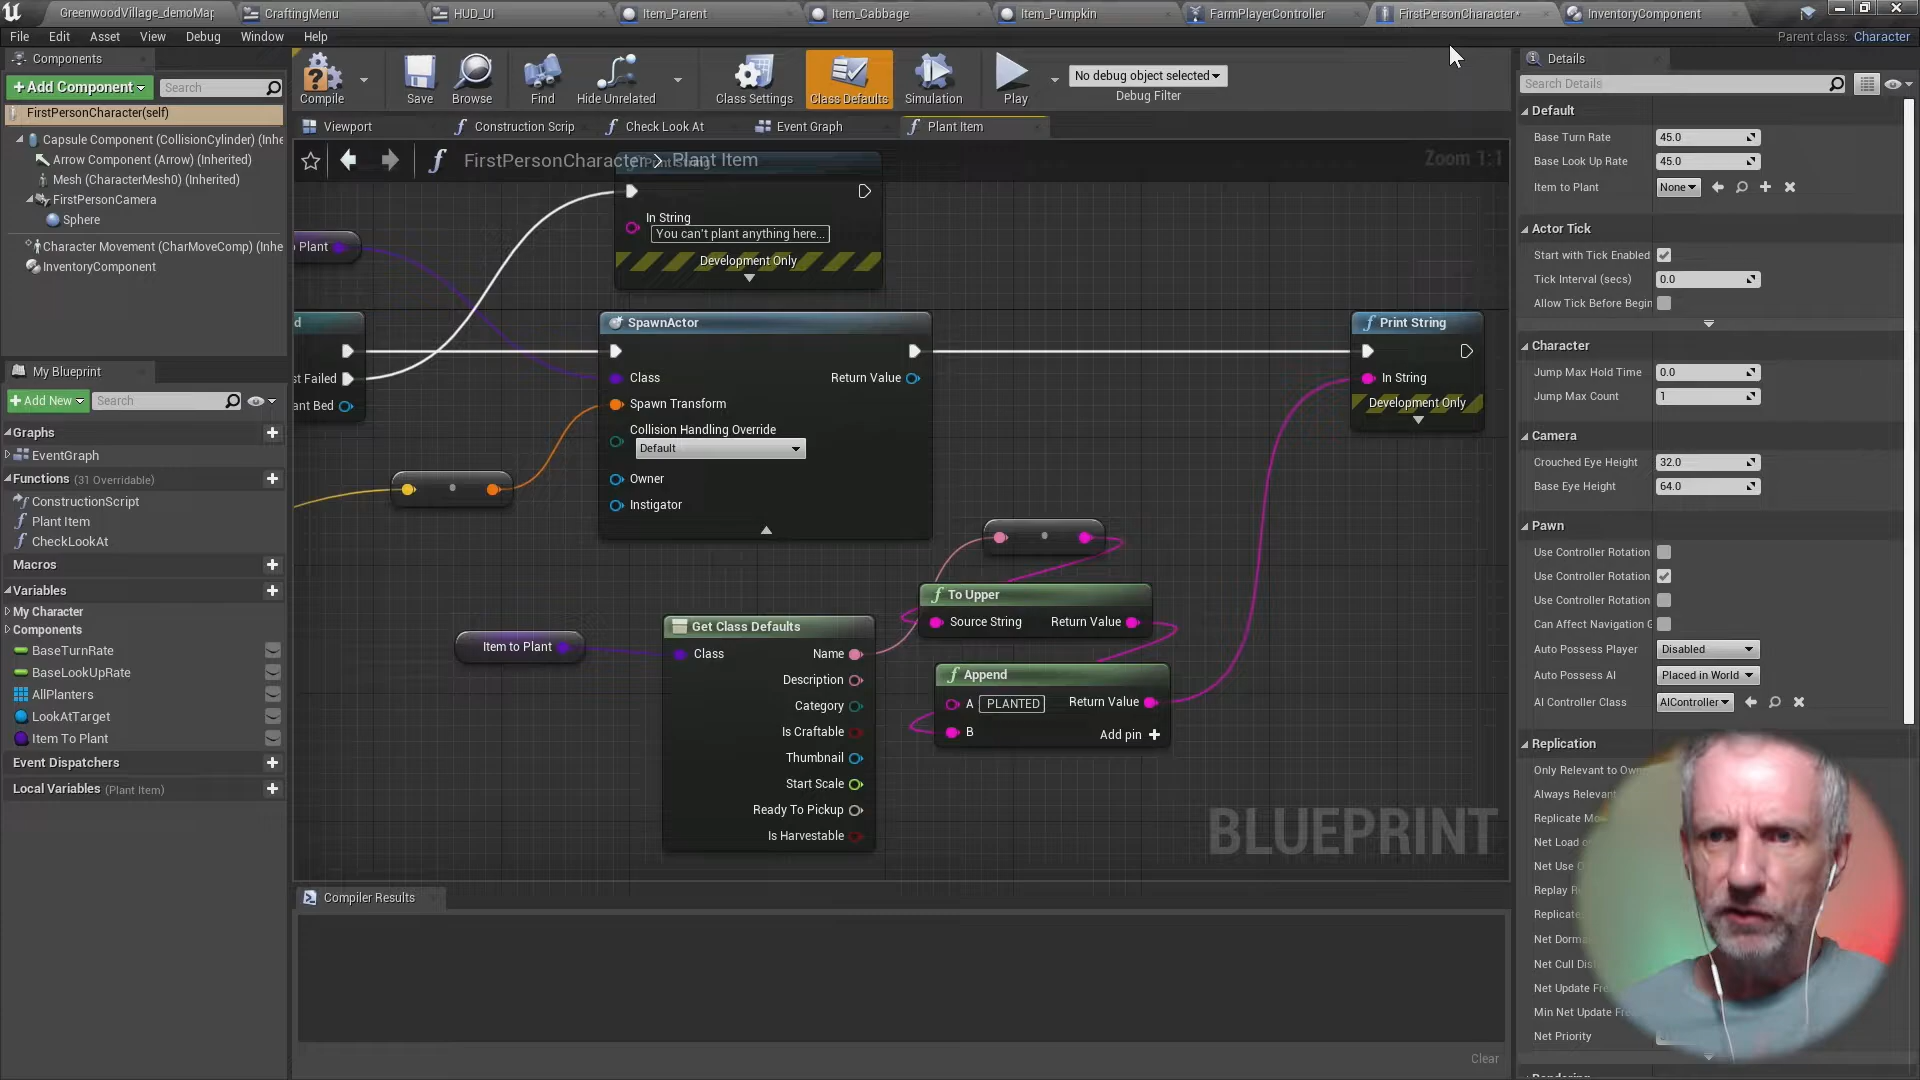 GreenwoodVillage_demoMap
CraftingMenu
HUD_UI
Item_Parent
Item_Cabbage
Item_Pumpkin
FarmPlayerController
FirstPersonCharacter*
InventoryComponent
File
Edit
Asset
View
Debug
Window
Help
Parent class: Character
Components
+Add Component
Search
FirstPersonCharacter(self)
Capsule Component (CollisionCylinder) (Inhe
Arrow Component (Arrow) (Inherited)
Mesh (CharacterMesh0) (Inherited)
FirstPersonCamera
Sphere
Character Movement (CharMoveComp) (Inhe
InventoryComponent
My Blueprint
+Add New
Search
Graphs
EventGraph
Functions (31 Overridable)
ConstructionScript
Plant Item
CheckLookAt
Macros
Variables
My Character
Components
BaseTurnRate
BaseLookUpRate
AllPlanters
LookAtTarget
Item To Plant
Event Dispatchers
Local Variables (Plant Item)
Compile
Save
Browse
Find
Hide Unrelated
Class Settings
Class Defaults
Simulation
Play
No debug object selected
Debug Filter
Viewport
Construction Scrip
Check Look At
Event Graph
Plant Item
FirstPersonCharacter > Plant Item
Zoom 1:1
In String
You can't plant anything here...
Development Only
Plant
d
st Failed
ant Bed
SpawnActor
Class
Return Value
Spawn Transform
Collision Handling Override
Default
Owner
Instigator
Print String
In String
Development Only
Item to Plant
Get Class Defaults
Class
Name
Description
Category
Is Craftable
Thumbnail
Start Scale
Ready To Pickup
Is Harvestable
To Upper
Source String
Return Value
Append
A PLANTED
Return Value
B
Add pin +
BLUEPRINT
Compiler Results
Clear
Details
Search Details
Default
Base Turn Rate 45.0
Base Look Up Rate 45.0
Item to Plant None
Actor Tick
Start with Tick Enabled
Tick Interval (secs) 0.0
Allow Tick Before Begin
Character
Jump Max Hold Time 0.0
Jump Max Count 1
Camera
Crouched Eye Height 32.0
Base Eye Height 64.0
Pawn
Use Controller Rotation
Use Controller Rotation
Use Controller Rotation
Can Affect Navigation G
Auto Possess Player Disabled
Auto Possess AI Placed in World
AI Controller Class AIController
Replication
Only Relevant to Own
Always Relevan
Replicate Mo
Net Load o
Net Use O
Replay R
Replicate
Net Dorma
Net Cull Dis
Net Update Fre
Min Net Update Fre
Net Priority